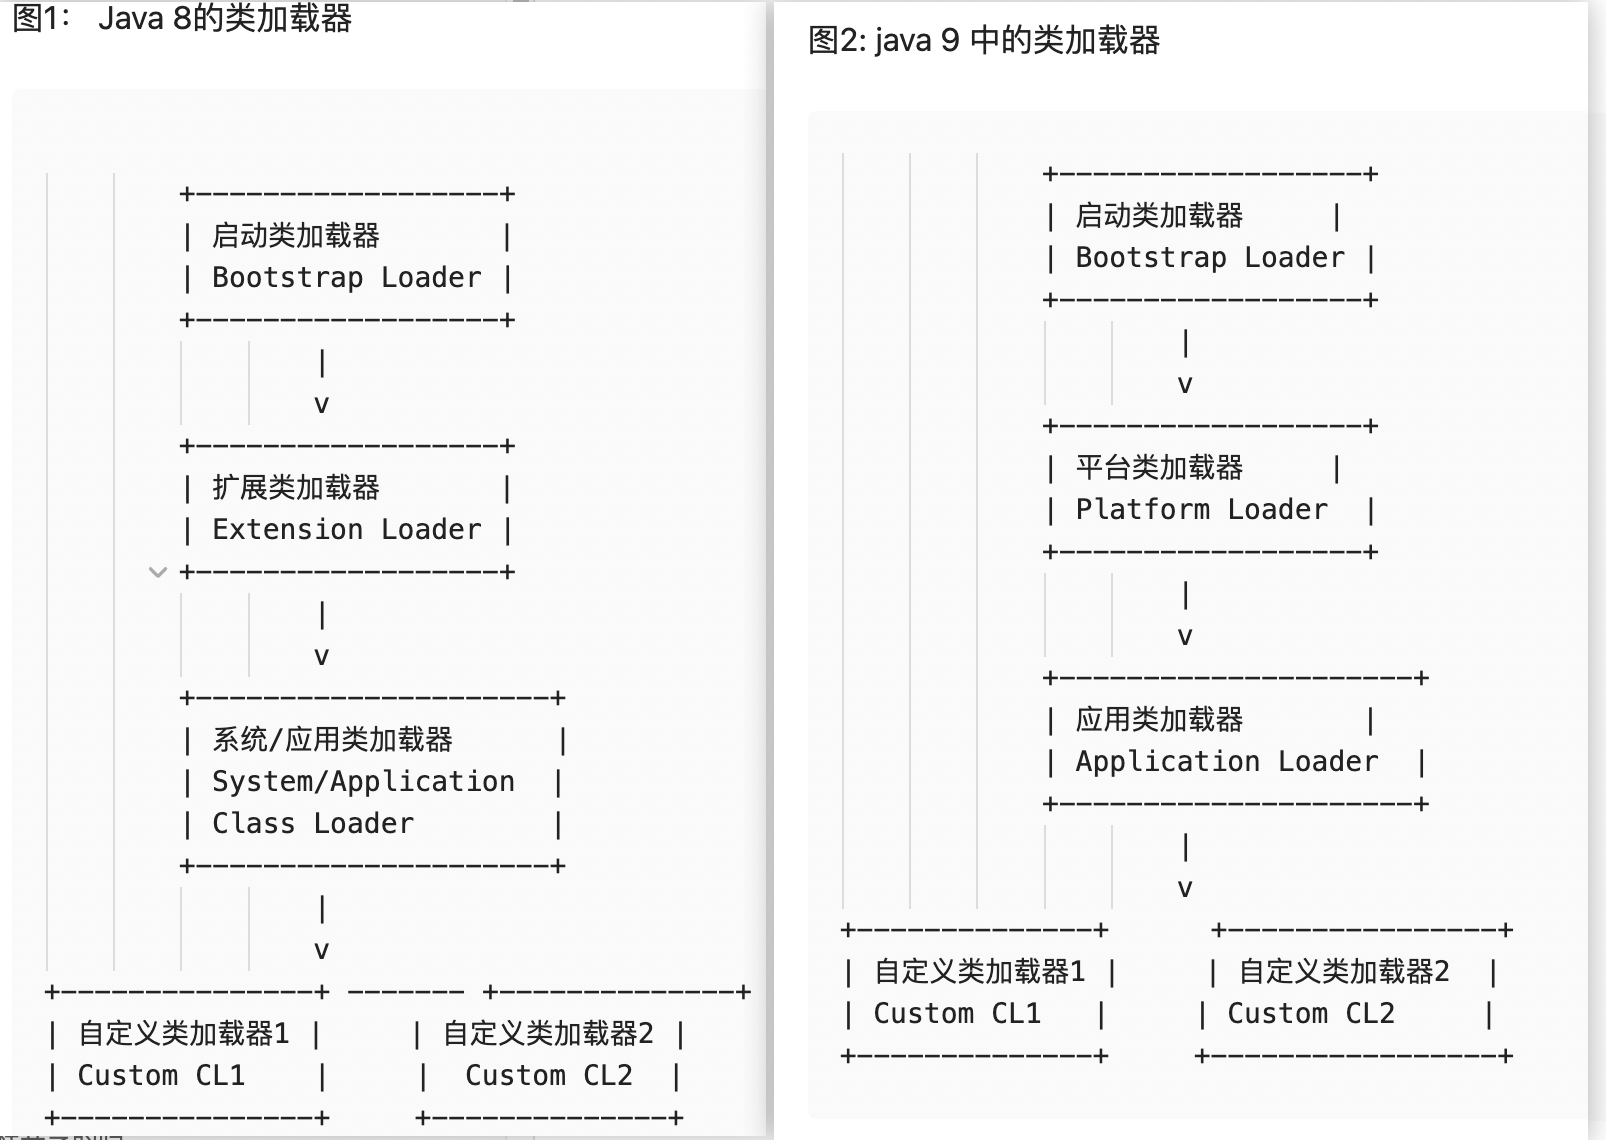 图1： Java 8的类加载器
+------------------+
| 启动类加载器 |
| Bootstrap Loader |
+------------------+
|
v
+------------------+
| 扩展类加载器 |
| Extension Loader |
+------------------+
|
v
+---------------------+
| 系统/应用类加载器 |
| System/Application |
| Class Loader |
+---------------------+
|
v
+---------------+ ------- +--------------+
| 自定义类加载器1 | | 自定义类加载器2 |
| Custom CL1 | | Custom CL2 |
+---------------+ +--------------+
图2: java 9 中的类加载器
+------------------+
| 启动类加载器 |
| Bootstrap Loader |
+------------------+
|
v
+------------------+
| 平台类加载器 |
| Platform Loader |
+------------------+
|
v
+---------------------+
| 应用类加载器 |
| Application Loader |
+---------------------+
|
v
+--------------+ +----------------+
| 自定义类加载器1 | | 自定义类加载器2 |
| Custom CL1 | | Custom CL2 |
+--------------+ +-----------------+